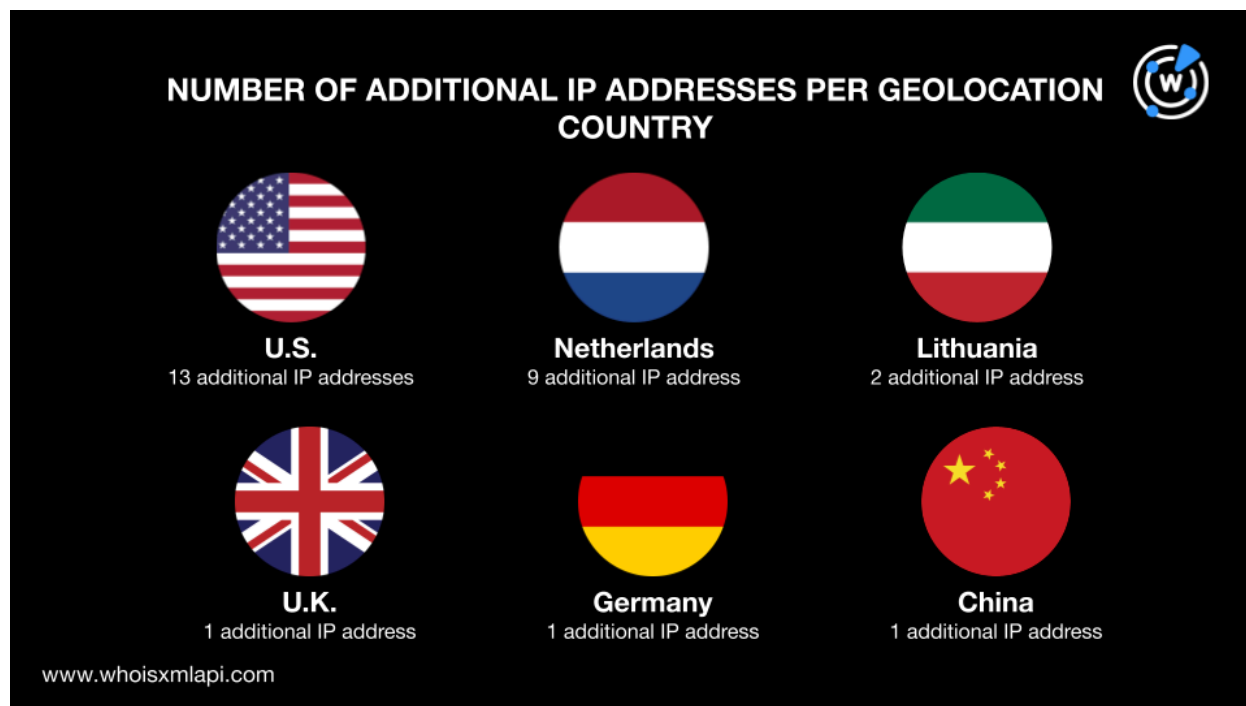 NUMBER OF ADDITIONAL IP ADDRESSES PER GEOLOCATION
COUNTRY
W
U.S.
13 additional IP addresses
Netherlands
9 additional IP address
Lithuania
2 additional IP address
U.K.
1 additional IP address
Germany
1 additional IP address
China
1 additional IP address
www.whoisxmlapi.com